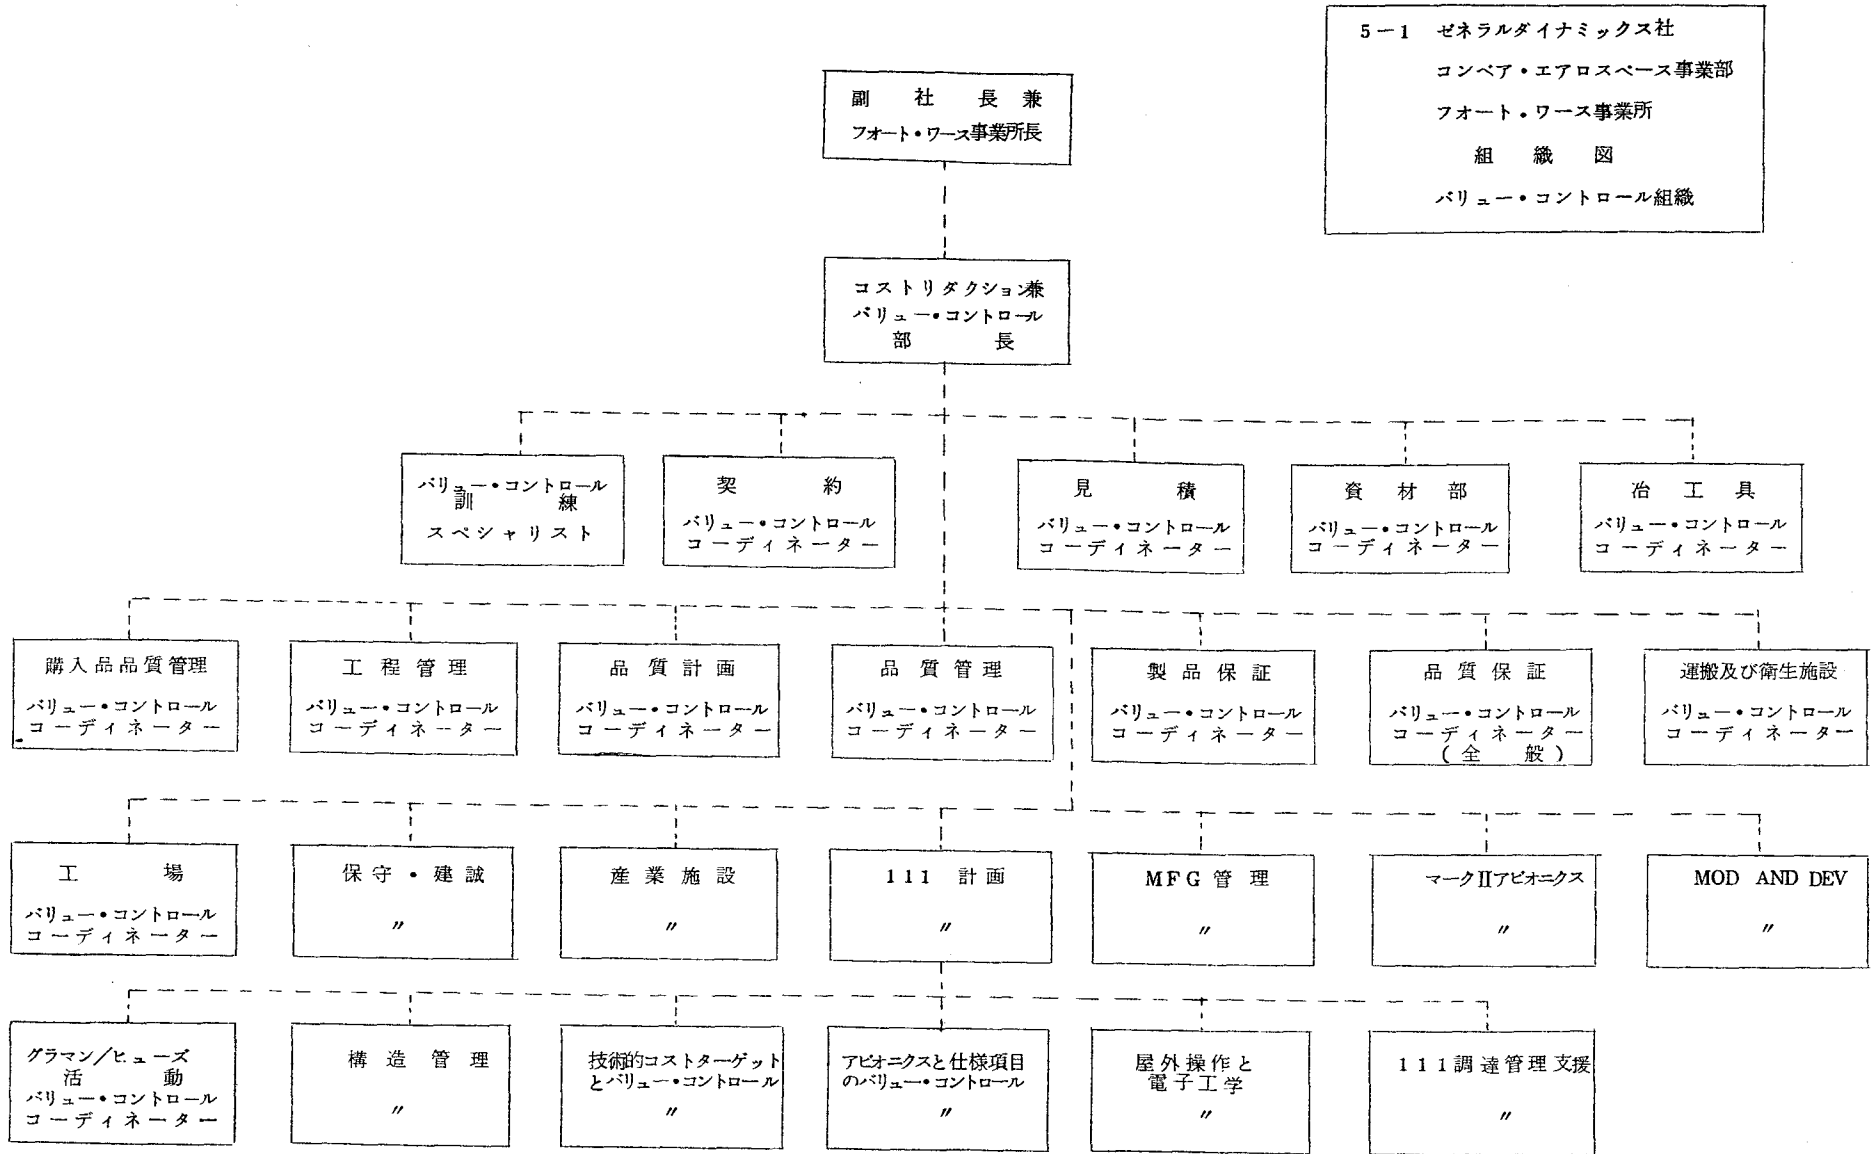 5－1 ゼネラルダイナミックス社
コンベア・エアロスペース事業部
フオート・ワース事業所
組織図
バリュー・コントロール組織
副社長兼
フオート・ワース事業所長
コストリダクション兼
バリュー・コントロール
部長
バリュー・コントロール
訓練
スペシャリスト
契約
バリュー・コントロール
コーディネーター
見積
バリュー・コントロール
コーディネーター
資材部
バリュー・コントロール
コーディネーター
冶工具
バリュー・コントロール
コーディネーター
購入品品質管理
バリュー・コントロール
コーディネーター
工程管理
バリュー・コントロール
コーディネーター
品質計画
バリュー・コントロール
コーディネーター
品質管理
バリュー・コントロール
コーディネーター
製品保証
バリュー・コントロール
コーディネーター
品質保証
バリュー・コントロール
コーディネーター
(全般)
運搬及び衛生施設
バリュー・コントロール
コーディネーター
工場
バリュー・コントロール
コーディネーター
保守・建誠
〃
産業施設
〃
111 計画
〃
MFG 管理
〃
マークⅡアビオニクス
〃
MOD AND DEV
〃
グラマン/ヒューズ
活動
バリュー・コントロール
コーディネーター
構造管理
〃
技術的コストターゲット
とバリュー・コントロール
〃
アビオニクスと仕様項目
のバリュー・コントロール
〃
屋外操作と
電子工学
〃
111調達管理支援
〃